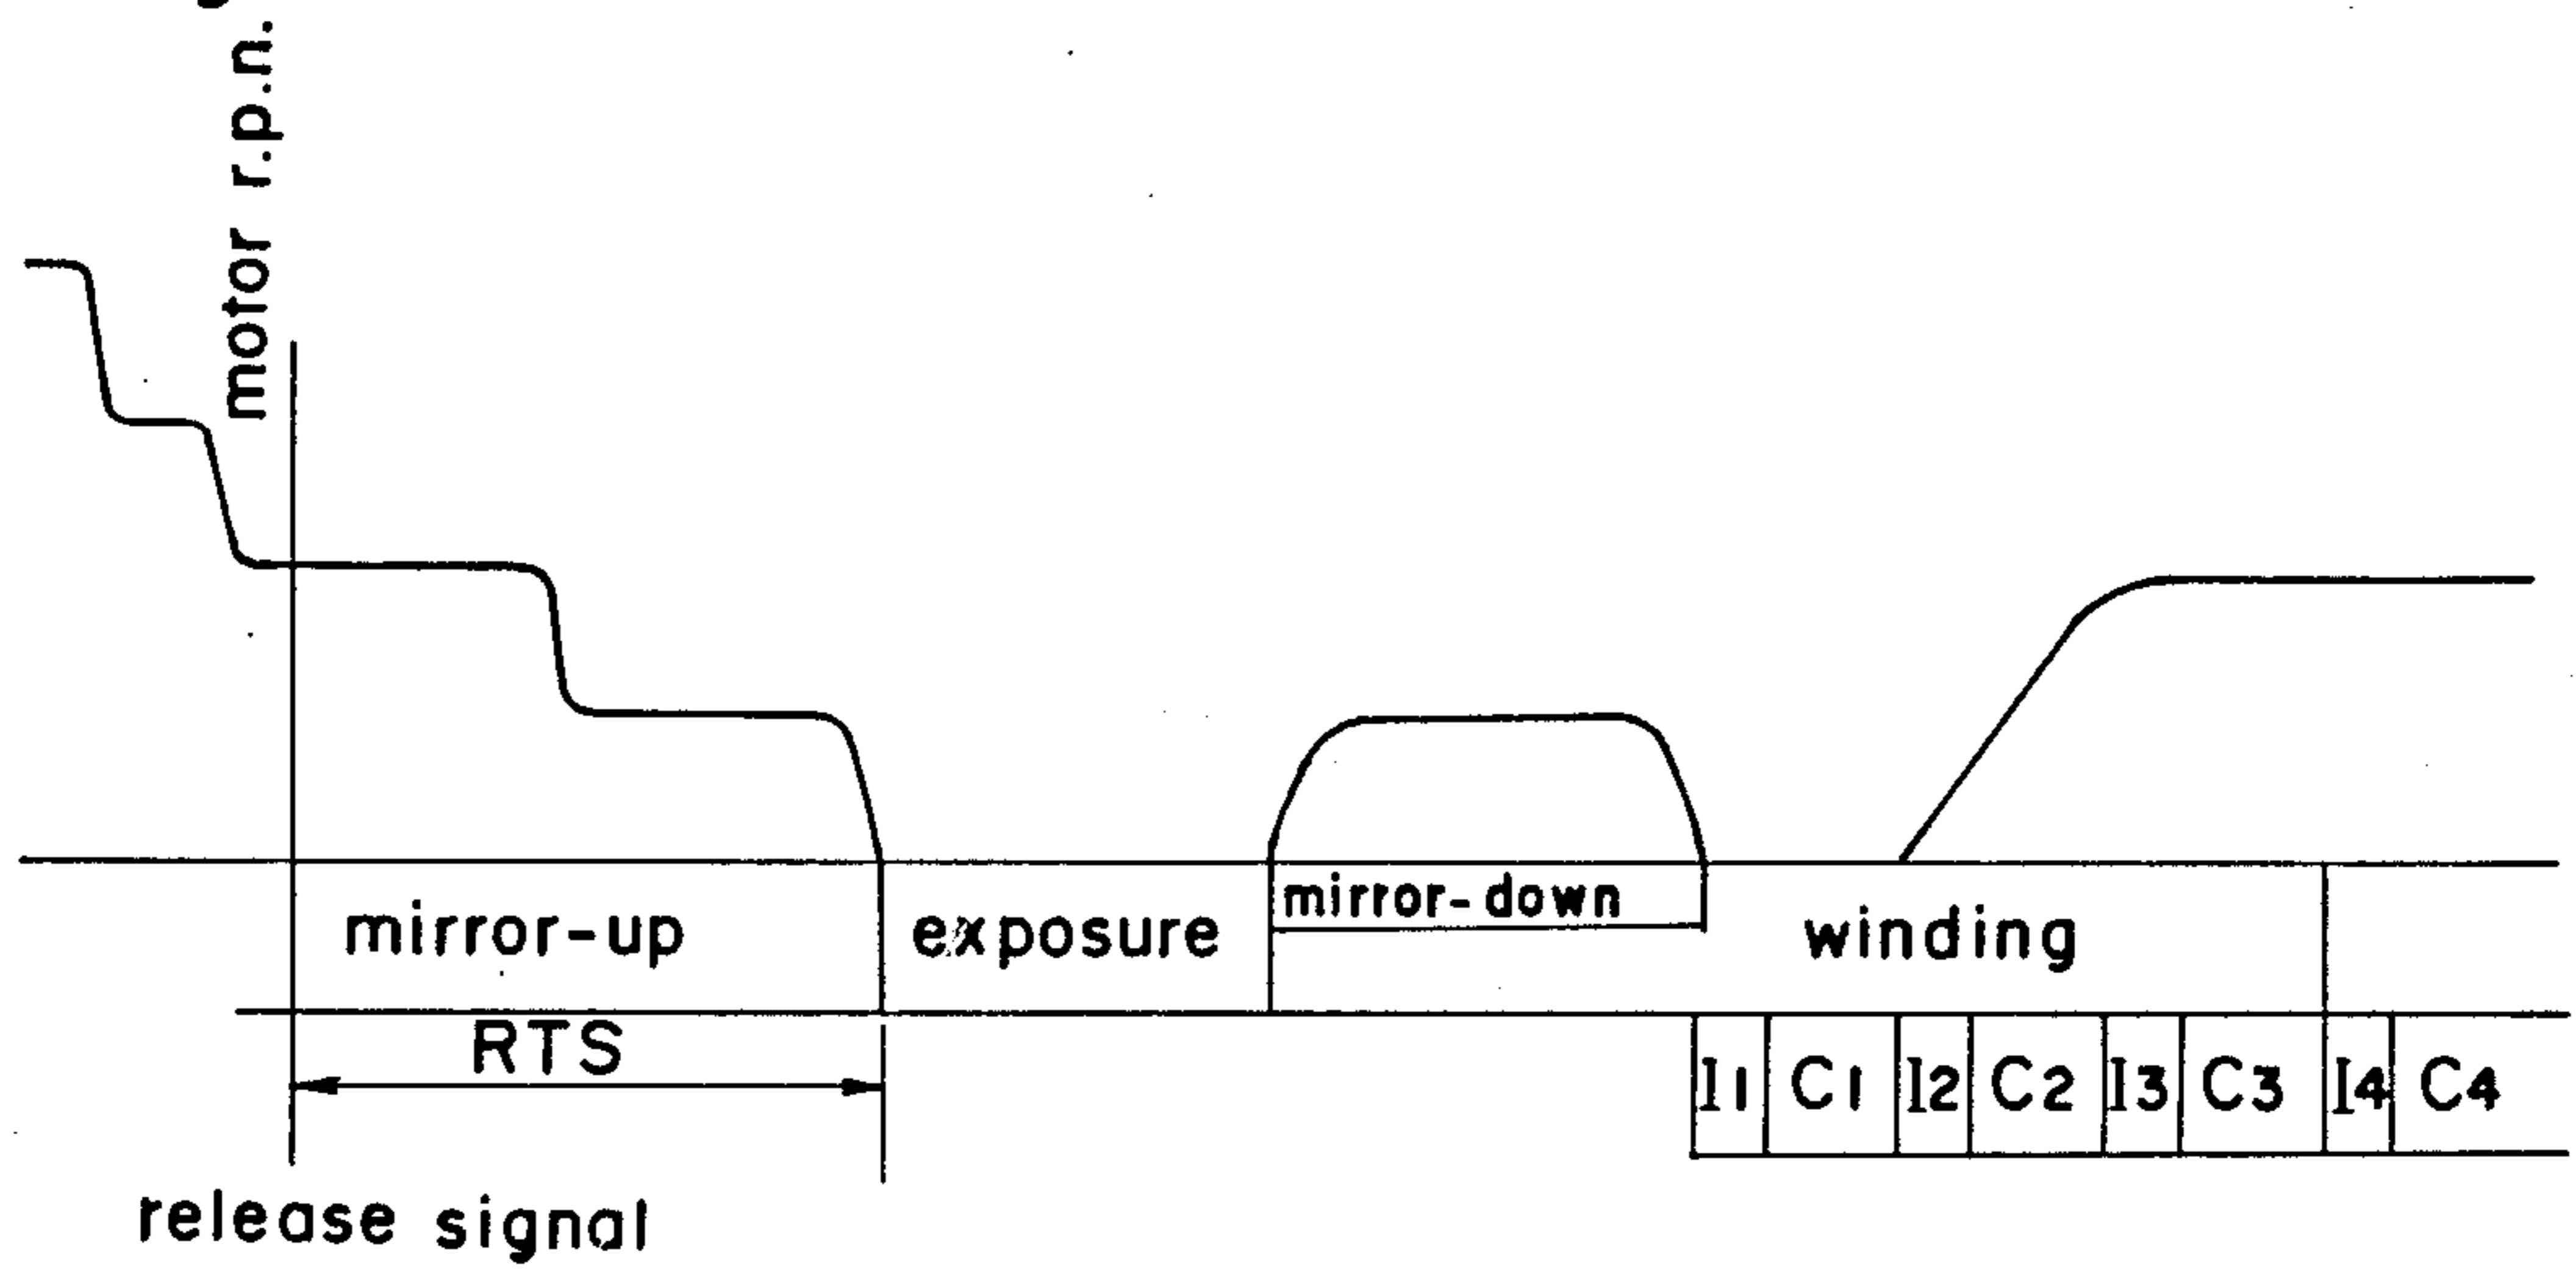 motor r.p.n.
mirror-up
exposure
mirror-down
winding
RTS
I1 C1 I2 C2 I3 C3 I4 C4
release signal